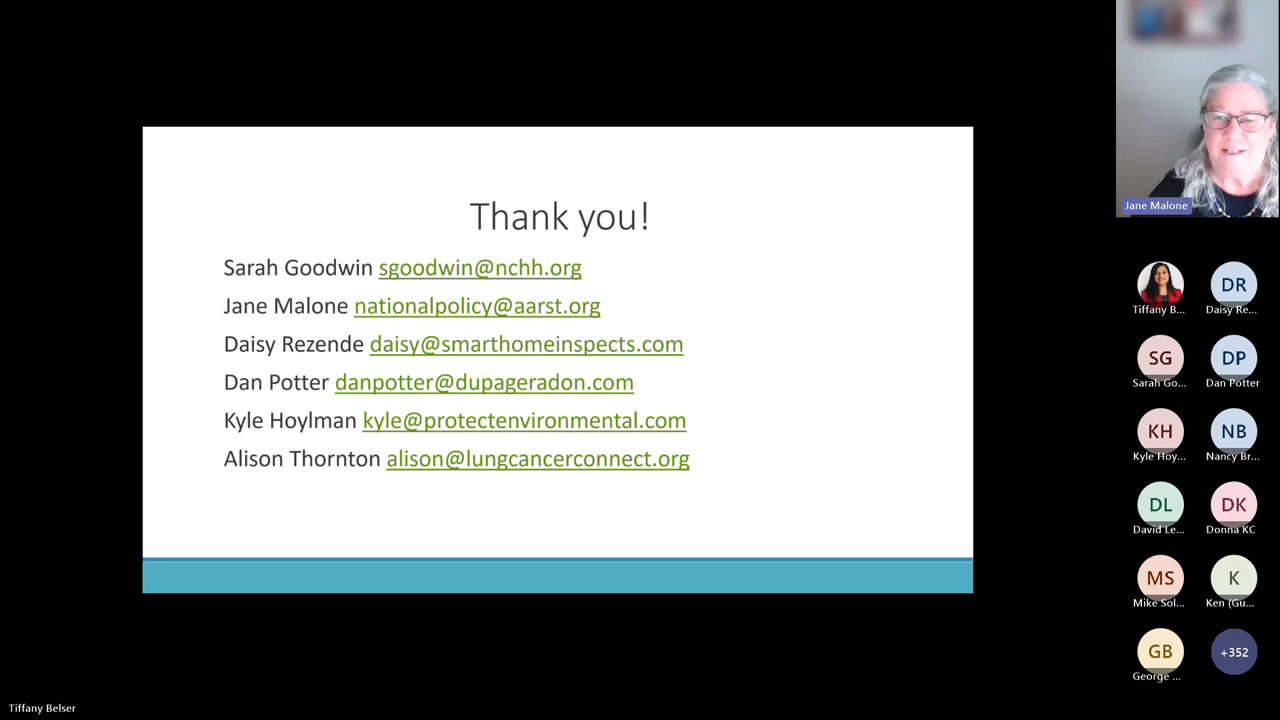 Thank you!
Sarah Goodwin sgoodwin@nchh.org
Jane Malone nationalpolicy@aarst.org
Daisy Rezende daisy@smarthomeinspects.com
Dan Potter danpotter@dupageradon.com
Kyle Hoylman kyle@protectenvironmental.com
Alison Thornton alison@lungcancerconnect.org
Jane Malone
Tiffany B...
DR
Daisy Re...
SG
Sarah Go...
DP
Dan Potter
KH
Kyle Hoy...
NB
Nancy Br...
DL
David Le...
DK
Donna KC
MS
Mike Sol...
K
Ken (Gu...
GB
George ...
+352
Tiffany Belser